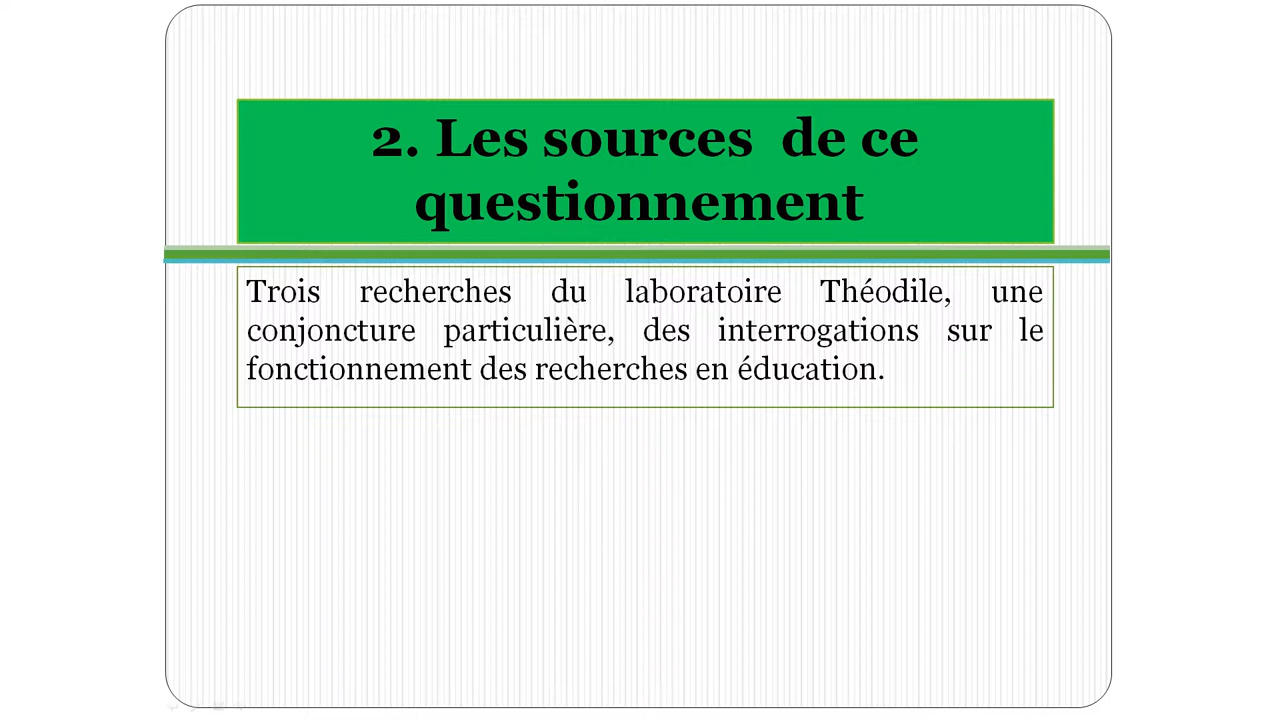 2. Les sources de ce
questionnement
Trois recherches du laboratoire Théodile, une
conjoncture particulière, des interrogations sur le
fonctionnement des recherches en éducation.